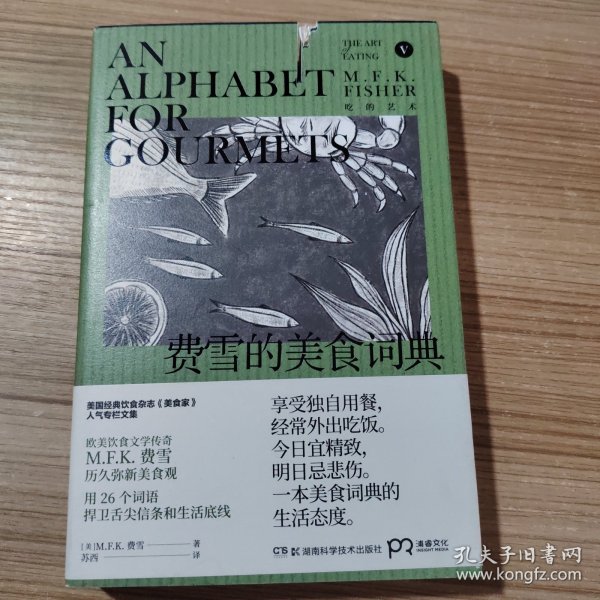 AN
ALPHABET
FOR
GOURMETS
THE ART
of
EATING
V
M.F.K.
FISHER
吃的艺术
费雪的美食词典
美国经典饮食杂志《美食家》
人气专栏文集
欧美饮食文学传奇
M.F.K. 费雪
历久弥新美食观
用 26 个词语
捍卫舌尖信条和生活底线
享受独自用餐，
经常外出吃饭。
今日宜精致，
明日忌悲伤。
一本美食词典的
生活态度。
[美]M.F.K. 费雪 著
苏西 译
湖南科学技术出版社
浦睿文化
INSIGHT MEDIA
孔夫子旧书网
www.kongfz.com